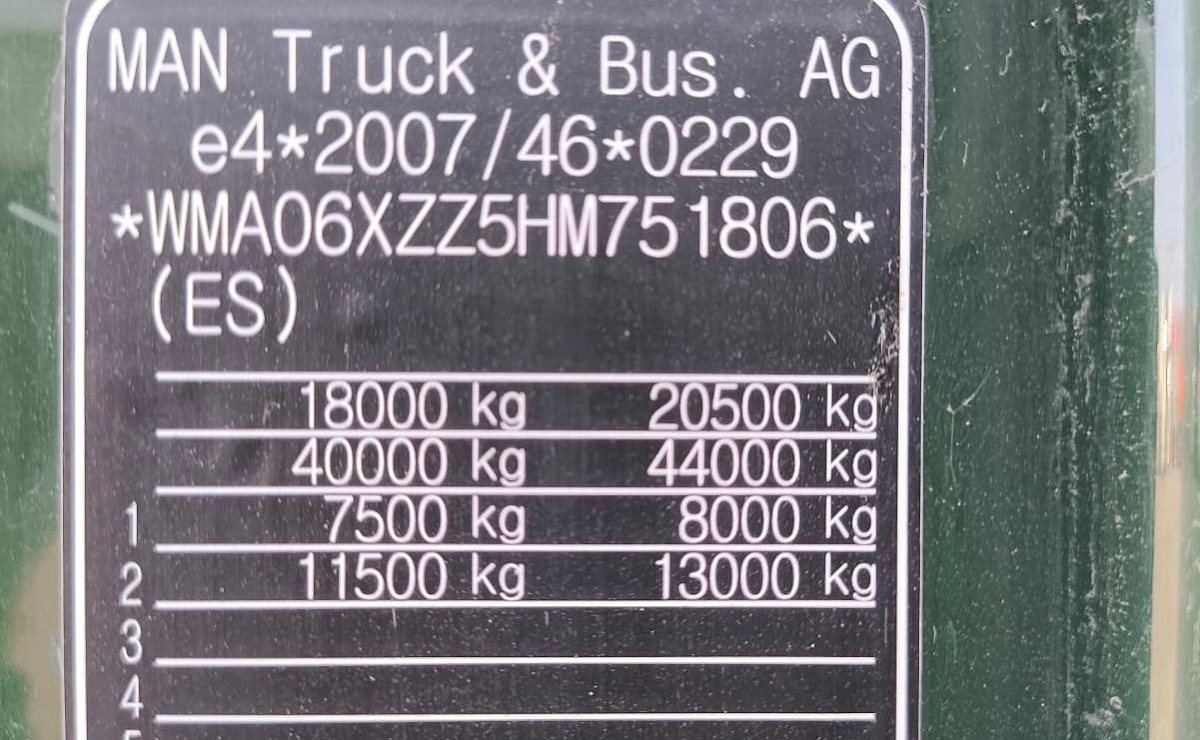 MAN Truck & Bus. AG
e4*2007/46*0229
*WMA06XZZ5HM751806*
(ES)
18000 kg 20500 kg
40000 kg 44000 kg
1 7500 kg 8000 kg
2 11500 kg 13000 kg
3
4